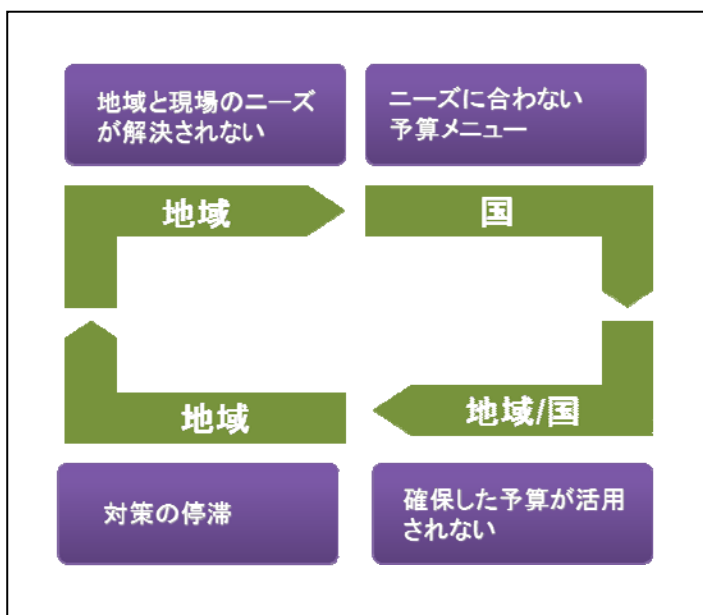 地域と現場のニーズ
が解決されない
ニーズに合わない
予算メニュー
地域
国
地域
地域/国
対策の停滞
確保した予算が活用
されない